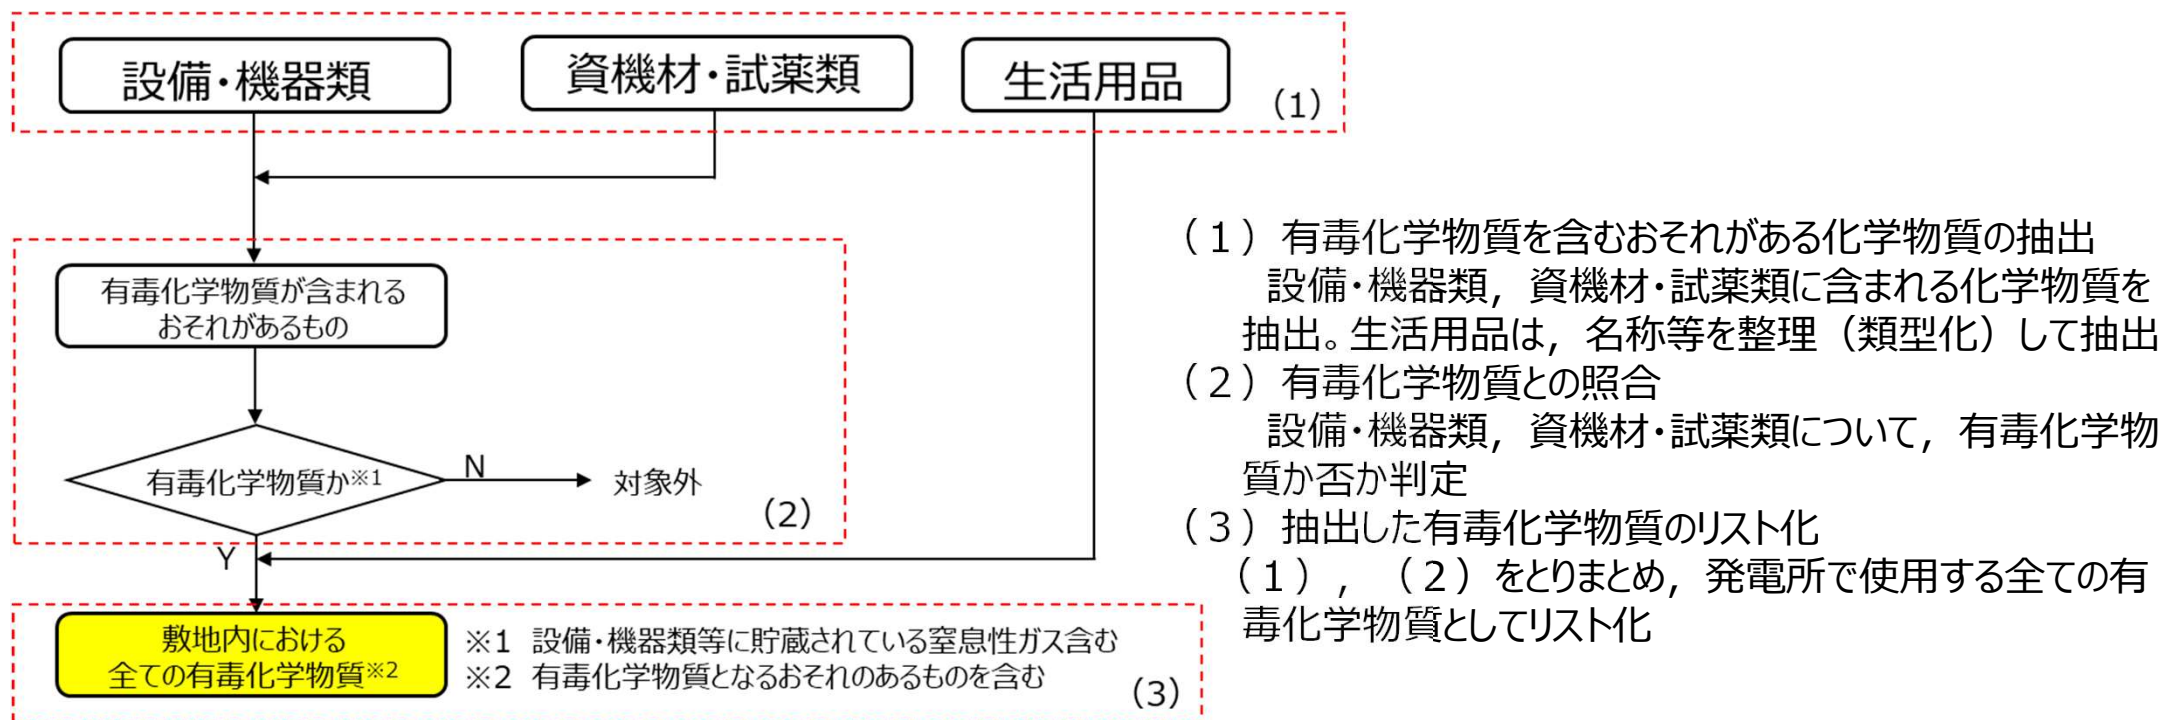 設備・機器類
資機材・試薬類
生活用品
(1)
有毒化学物質が含まれる
おそれがあるもの
有毒化学物質か※1
N
対象外
(2)
Y
敷地内における
全ての有毒化学物質※2
※1 設備・機器類等に貯蔵されている窒息性ガス含む
※2 有毒化学物質となるおそれのあるものを含む
(3)
（１）有毒化学物質を含むおそれがある化学物質の抽出
設備・機器類，資機材・試薬類に含まれる化学物質を
抽出。生活用品は，名称等を整理（類型化）して抽出
（２）有毒化学物質との照合
設備・機器類，資機材・試薬類について，有毒化学物
質か否か判定
（３）抽出した有毒化学物質のリスト化
（１），（２）をとりまとめ，発電所で使用する全ての有
毒化学物質としてリスト化